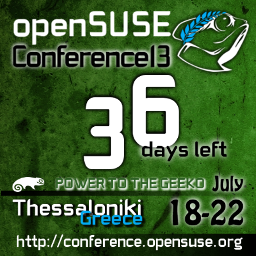 openSUSE
Conference13
36
days left
POWER TO THE GEEKO July
Thessaloniki
Greece 18-22
http://conference.opensuse.org